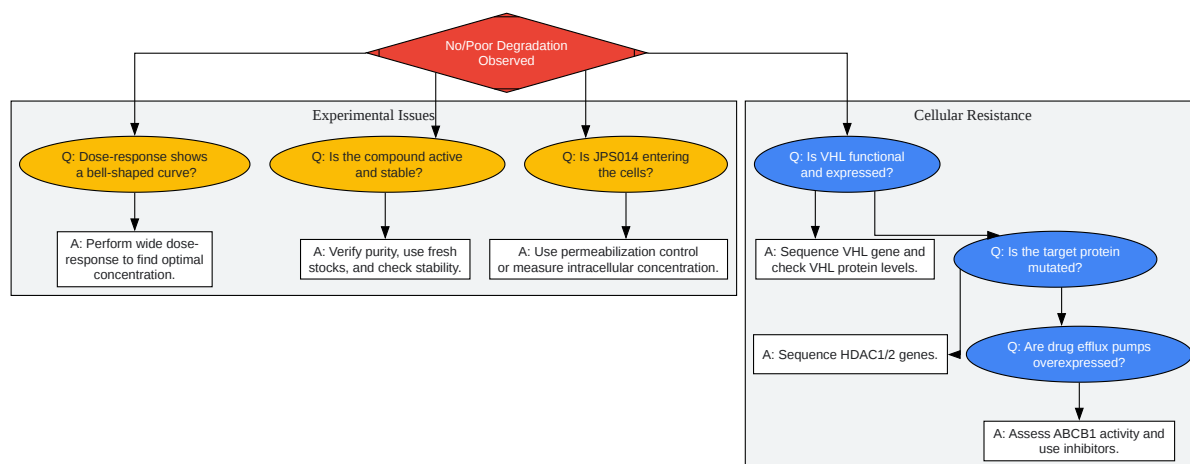 No/Poor Degradation
Observed
Experimental Issues
Cellular Resistance
Q: Dose-response shows
a bell-shaped curve?
Q: Is the compound active
and stable?
Q: Is JPS014 entering
the cells?
Q: Is VHL functional
and expressed?
A: Perform wide dose-
response to find optimal
concentration.
A: Verify purity, use fresh
stocks, and check stability.
A: Use permeabilization control
or measure intracellular concentration.
A: Sequence VHL gene and
check VHL protein levels.
Q: Is the target protein
mutated?
A: Sequence HDAC1/2 genes.
Q: Are drug efflux pumps
overexpressed?
A: Assess ABCB1 activity and
use inhibitors.